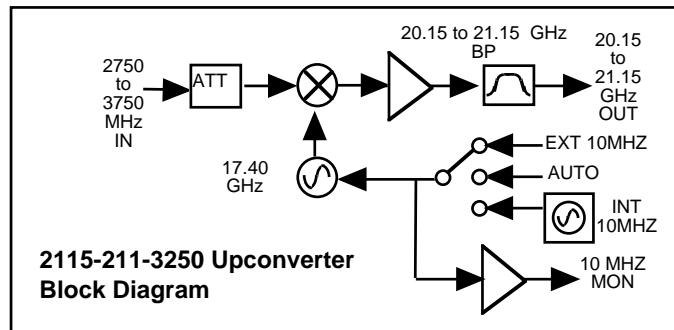 2750
to
3750
MHz
IN
ATT
20.15 to 21.15 GHz
BP
20.15
to
21.15
GHz
OUT
17.40
GHz
EXT 10MHZ
AUTO
INT
10MHZ
10 MHZ
MON
2115-211-3250 Upconverter
Block Diagram